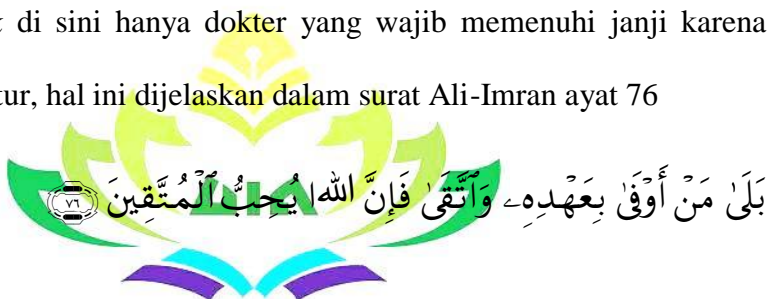 di sini hanya dokter yang wajib memenuhi janji karena
tur, hal ini dijelaskan dalam surat Ali-Imran ayat 76
بَلَىٰ مَنْ أَوْفَىٰ بِعَهْدِهِۦ وَٱتَّقَىٰ فَإِنَّ اللها يُحِبُّ ٱلْمُتَّقِينَ ﴿٧٦﴾